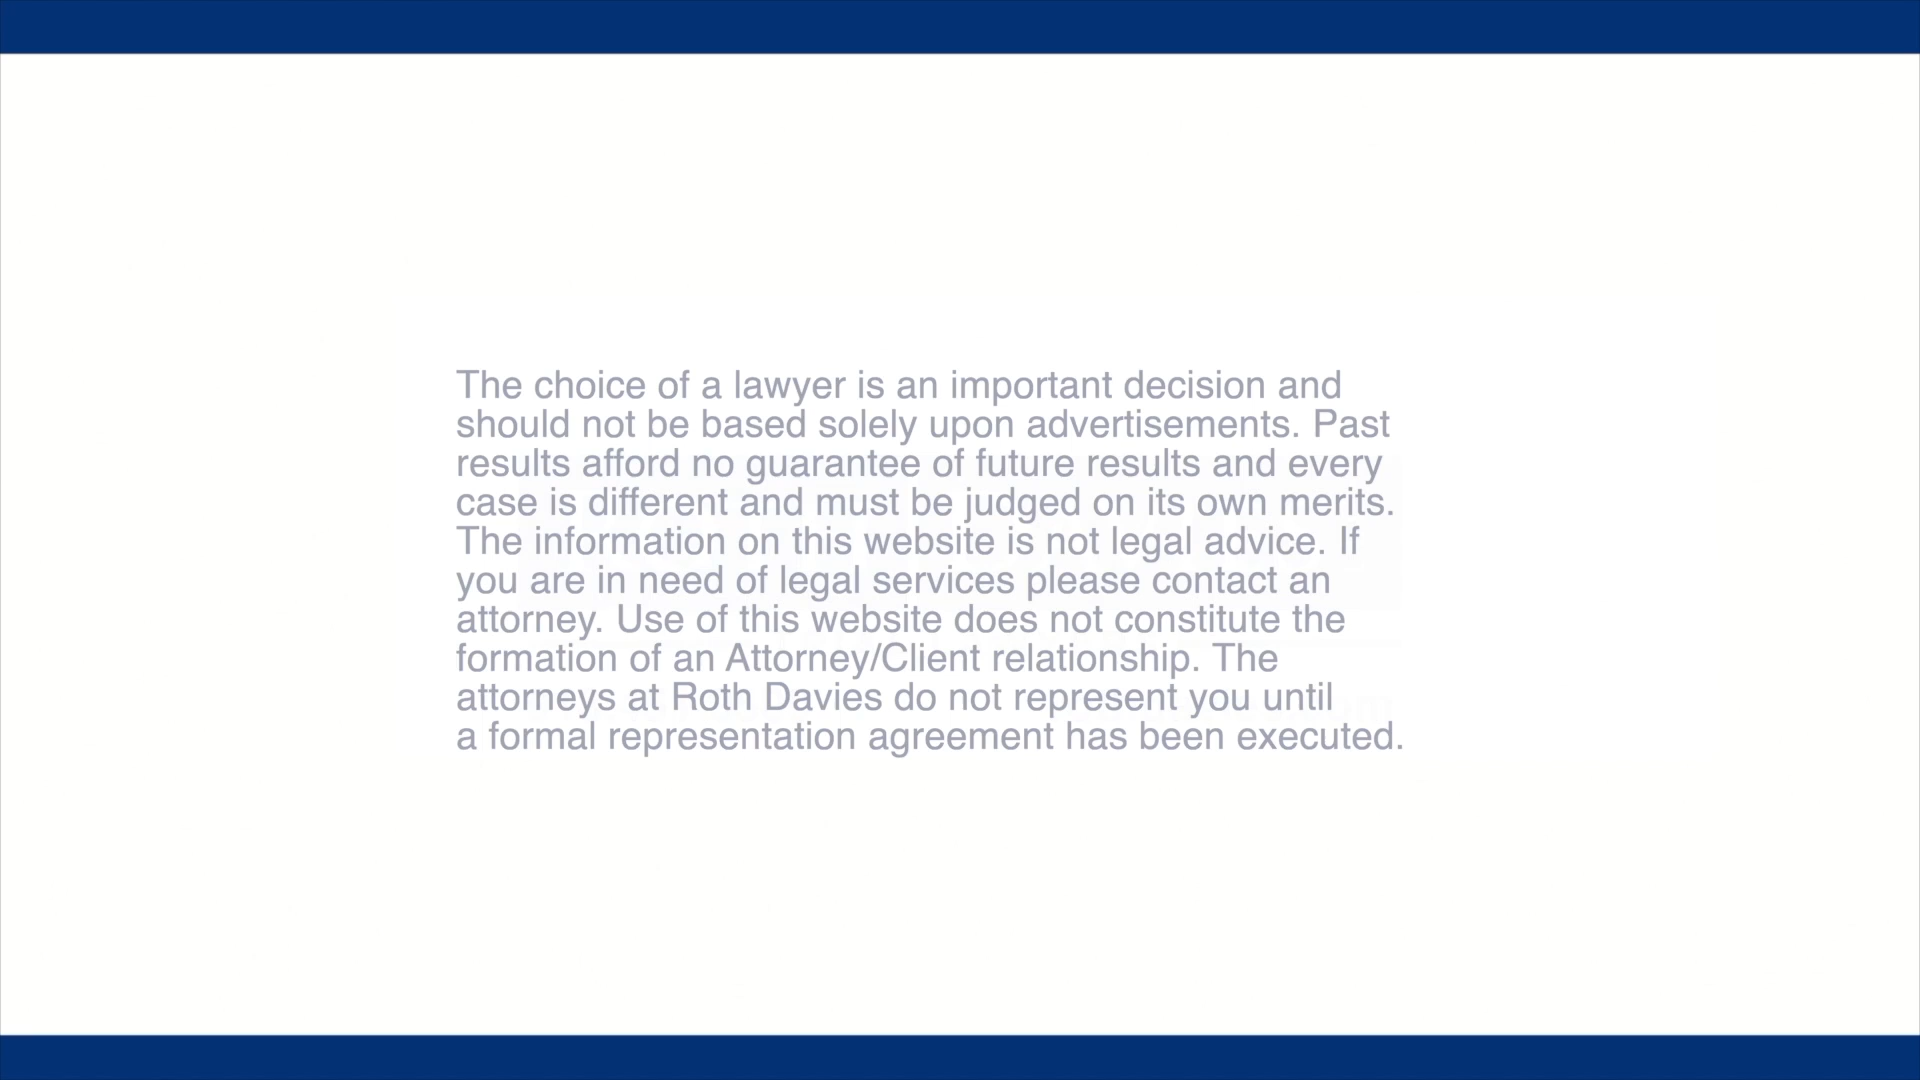 The choice of a lawyer is an important decision and
should not be based solely upon advertisements. Past
results afford no guarantee of future results and every
case is different and must be judged on its own merits.
The information on this website is not legal advice. If
you are in need of legal services please contact an
attorney. Use of this website does not constitute the
formation of an Attorney/Client relationship. The
attorneys at Roth Davies do not represent you until
a formal representation agreement has been executed.